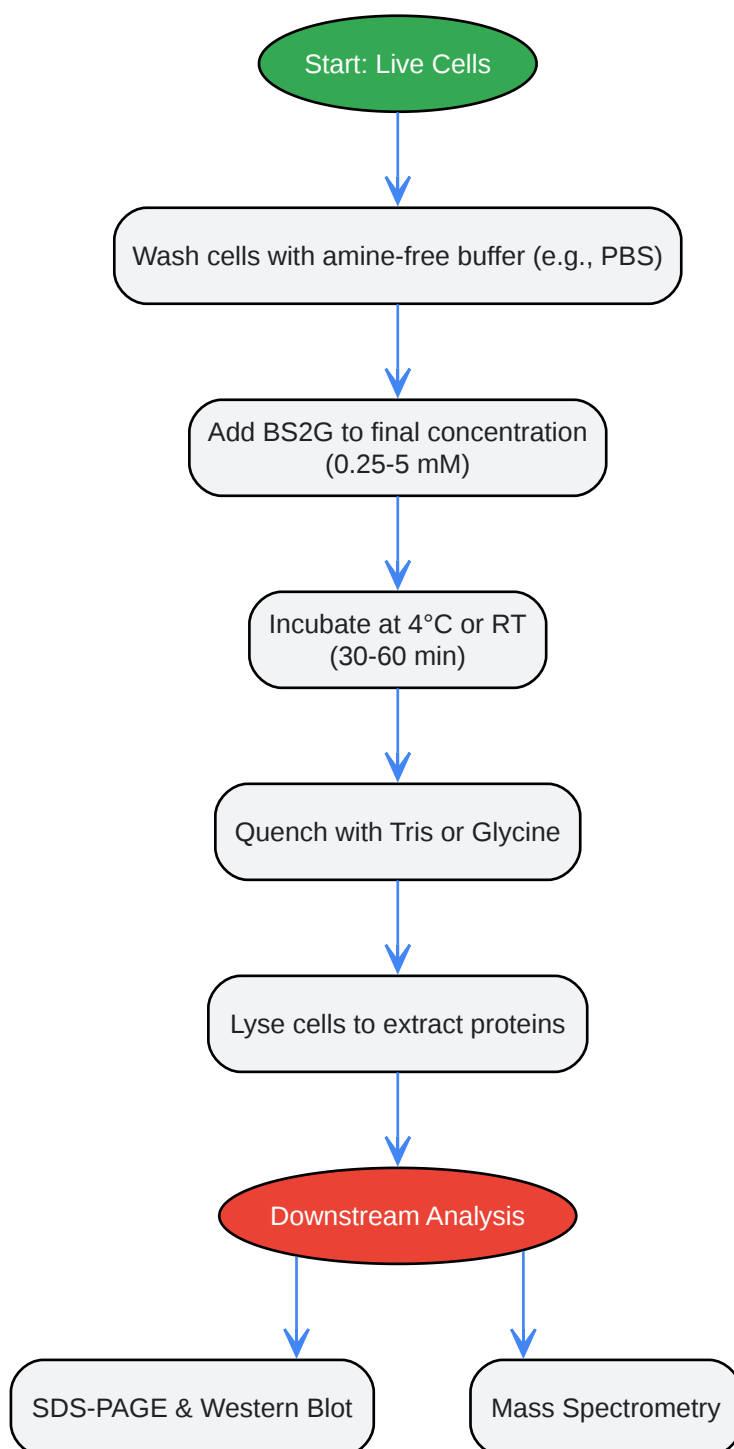 Start: Live Cells
Wash cells with amine-free buffer (e.g., PBS)
Add BS2G to final concentration
(0.25-5 mM)
Incubate at 4°C or RT
(30-60 min)
Quench with Tris or Glycine
Lyse cells to extract proteins
Downstream Analysis
SDS-PAGE & Western Blot
Mass Spectrometry